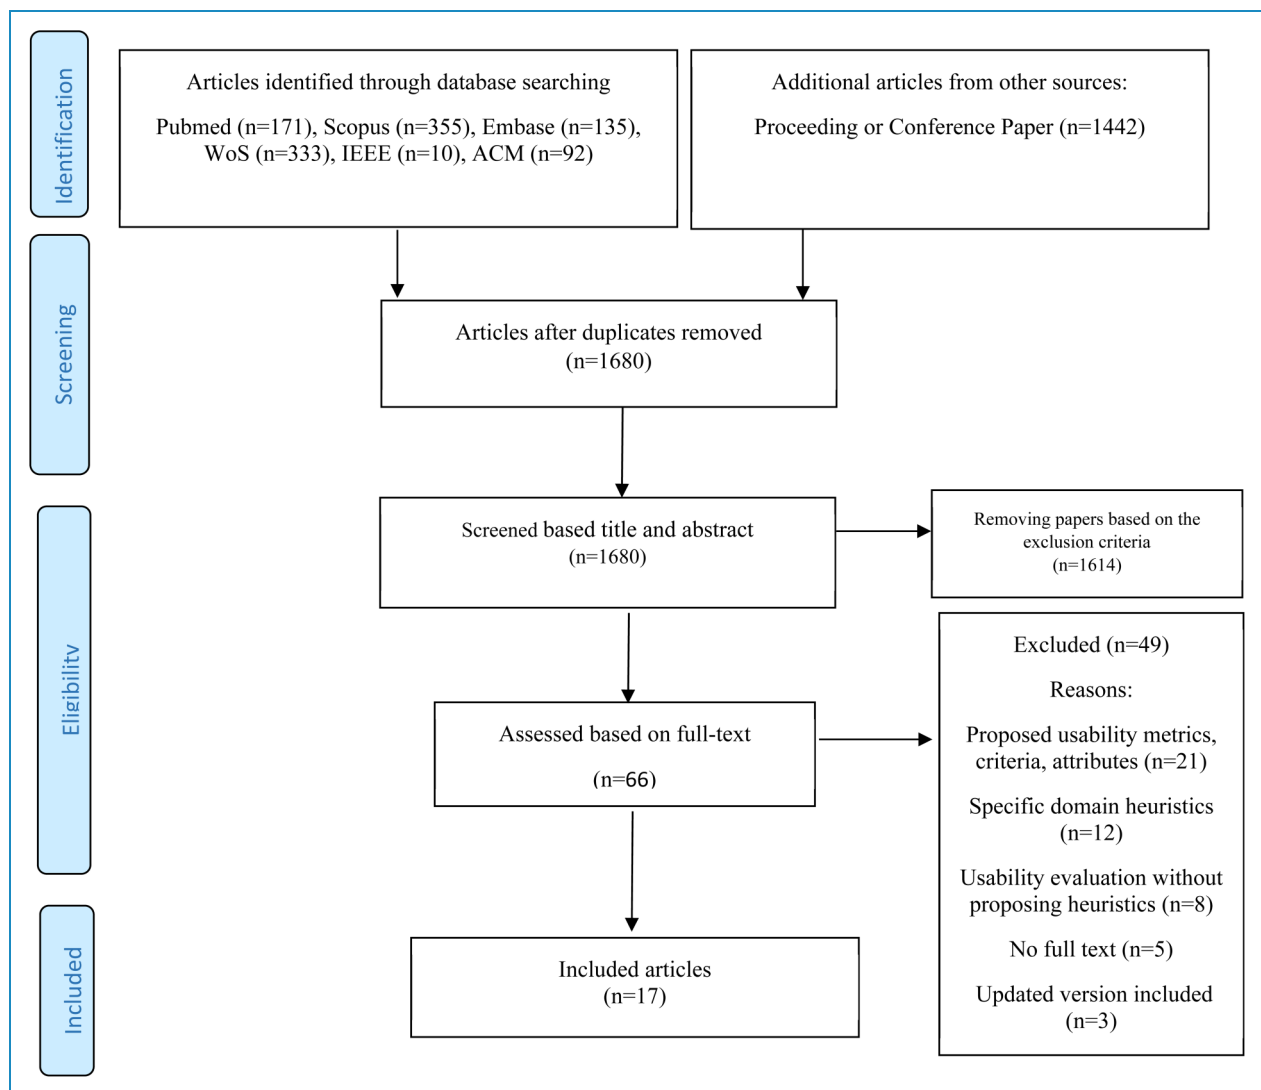 Identification
Articles identified through database searching
Pubmed (n=171), Scopus (n=355), Embase (n=135),
WoS (n=333), IEEE (n=10), ACM (n=92)
Additional articles from other sources:
Proceeding or Conference Paper (n=1442)
Screening
Articles after duplicates removed
(n=1680)
Eligibility
Screened based title and abstract
(n=1680)
Removing papers based on the
exclusion criteria
(n=1614)
Assessed based on full-text
(n=66)
Excluded (n=49)
Reasons:
Proposed usability metrics,
criteria, attributes (n=21)
Specific domain heuristics
(n=12)
Usability evaluation without
proposing heuristics (n=8)
No full text (n=5)
Updated version included
(n=3)
Included
Included articles
(n=17)